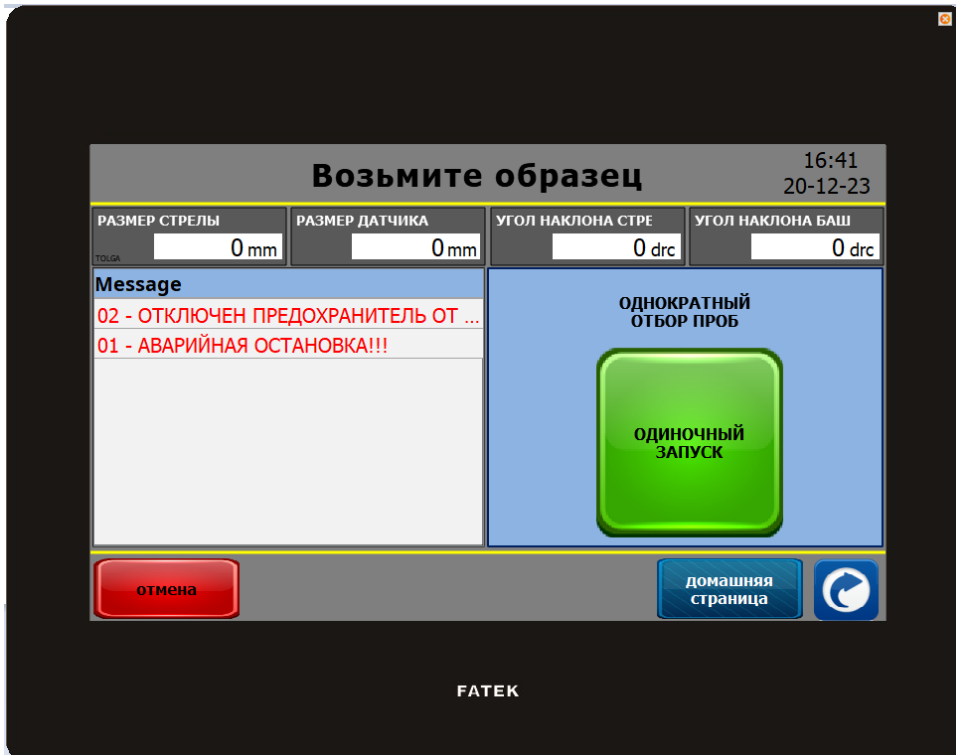 Возьмите образец
16:41
20-12-23
РАЗМЕР СТРЕЛЫ
0 mm
TOLGA
РАЗМЕР ДАТЧИКА
0 mm
УГОЛ НАКЛОНА СТРЕ
0 drc
УГОЛ НАКЛОНА БАШ
0 drc
Message
02 - ОТКЛЮЧЕН ПРЕДОХРАНИТЕЛЬ ОТ ...
01 - АВАРИЙНАЯ ОСТАНОВКА!!!
ОДНОКРАТНЫЙ
ОТБОР ПРОБ
ОДИНОЧНЫЙ
ЗАПУСК
отмена
домашняя
страница
FATEK